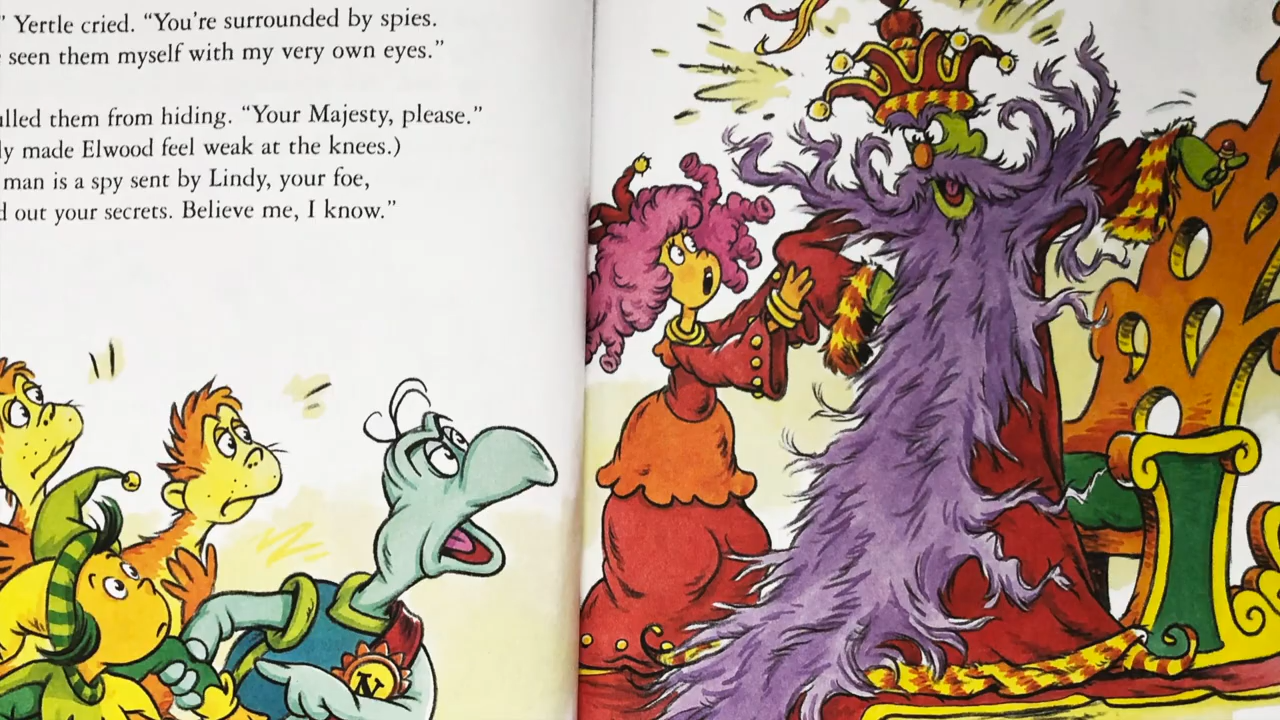 ” Yertle cried. “You’re surrounded by spies.
seen them myself with my very own eyes.”
them from hiding. “Your Majesty, please.”
made Elwood feel weak at the knees.)
man is a spy sent by Lindy, your foe,
out your secrets. Believe me, I know.”
N